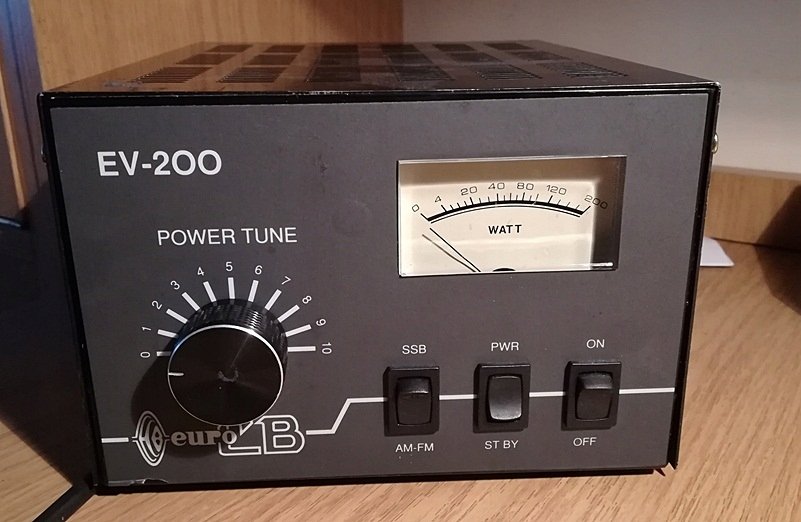 EV-200
POWER TUNE
0 1 2 3 4 5 6 7 8 9 10
0 4 20 40 80 120 200
WATT
SSB PWR ON
AM-FM ST BY OFF
euro CB